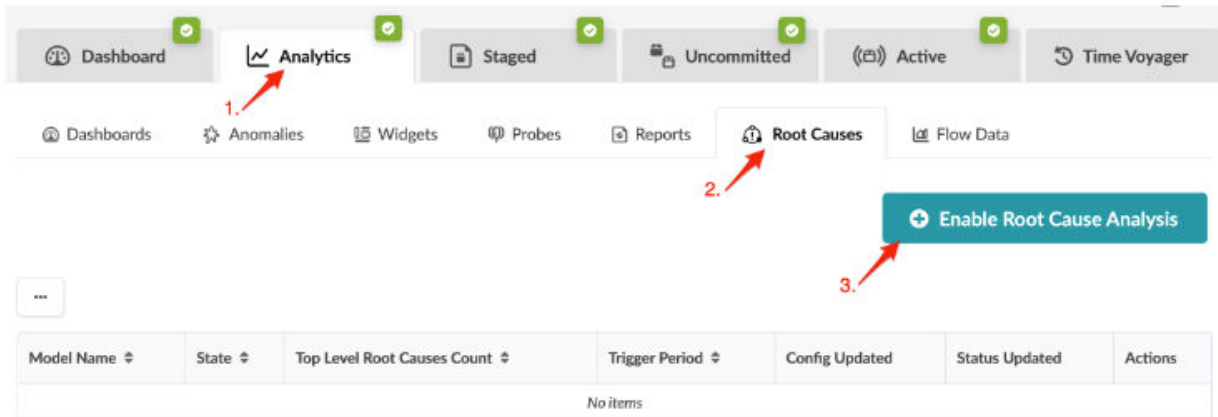 Dashboard Analytics Staged Uncommitted Active Time Voyager
1.
Dashboards Anomalies Widgets Probes Reports Root Causes Flow Data
2.
Enable Root Cause Analysis
3.
...
Model Name State Top Level Root Causes Count Trigger Period Config Updated Status Updated Actions
No items